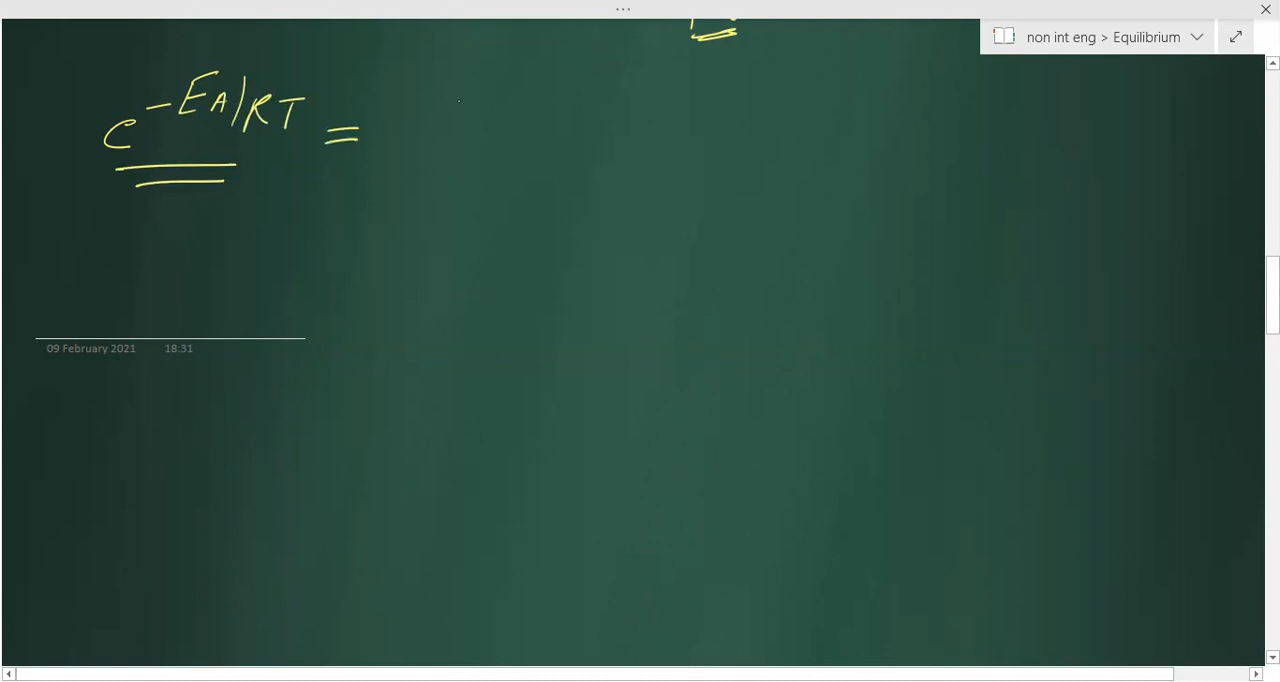 non int eng > Equilibrium
e^-EA/RT =
09 February 2021 18:31